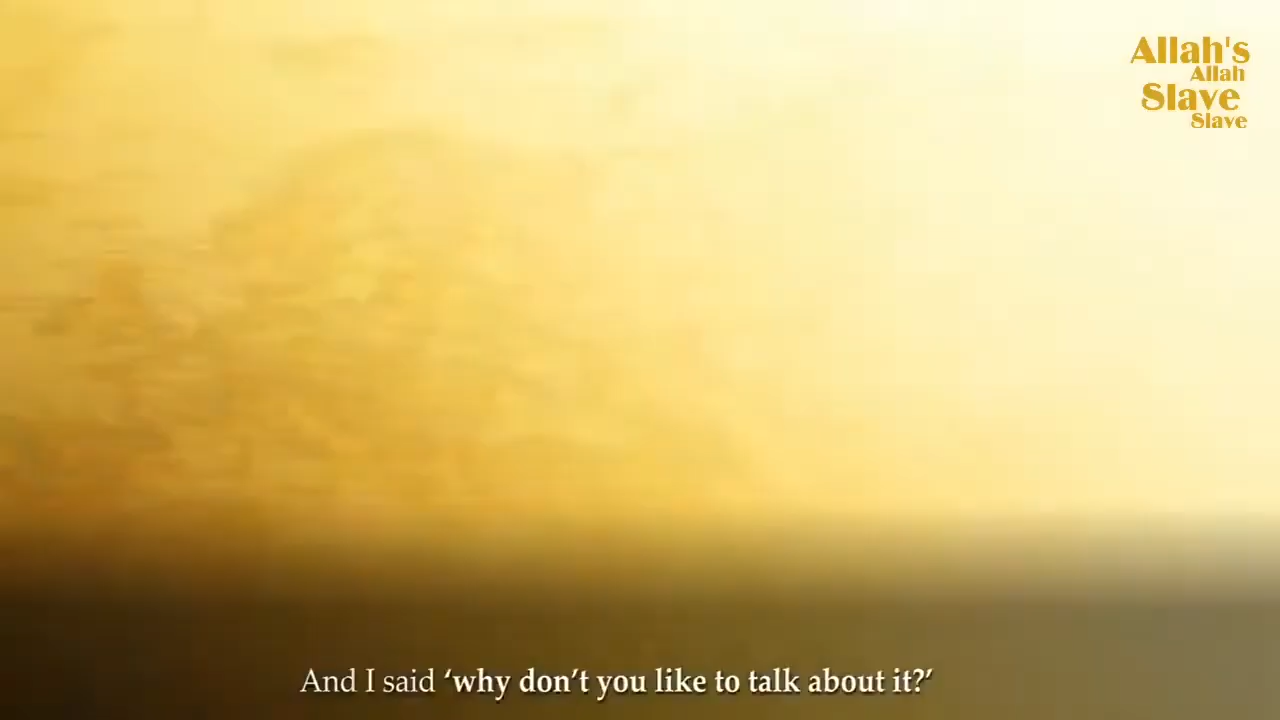 Allah's
Allah
Slave
Slave
And I said ‘why don’t you like to talk about it?’